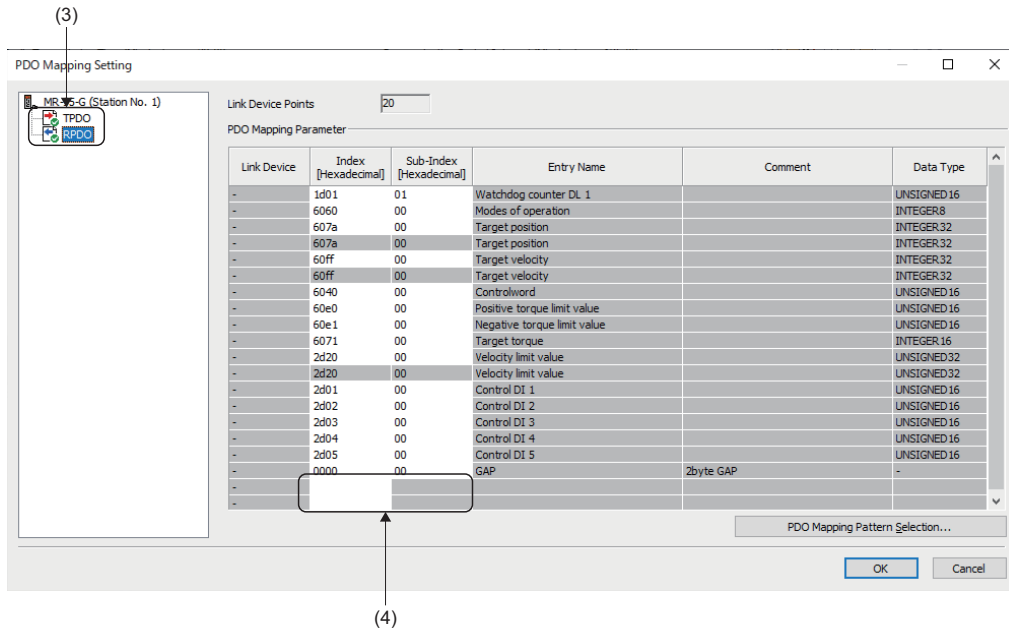 (3)
PDO Mapping Setting
MR-J5-G (Station No. 1)
TPDO
RPDO
Link Device Points 20
PDO Mapping Parameter
Link Device Index [Hexadecimal] Sub-Index [Hexadecimal] Entry Name Comment Data Type
- 1d01 01 Watchdog counter DL 1 UNSIGNED16
- 6060 00 Modes of operation INTEGER8
- 607a 00 Target position INTEGER32
- 607a 00 Target position INTEGER32
- 60ff 00 Target velocity INTEGER32
- 60ff 00 Target velocity INTEGER32
- 6040 00 Controlword UNSIGNED16
- 60e0 00 Positive torque limit value UNSIGNED16
- 60e1 00 Negative torque limit value UNSIGNED16
- 6071 00 Target torque INTEGER16
- 2d20 00 Velocity limit value UNSIGNED32
- 2d20 00 Velocity limit value UNSIGNED32
- 2d01 00 Control DI 1 UNSIGNED16
- 2d02 00 Control DI 2 UNSIGNED16
- 2d03 00 Control DI 3 UNSIGNED16
- 2d04 00 Control DI 4 UNSIGNED16
- 2d05 00 Control DI 5 UNSIGNED16
- 0000 00 GAP 2byte GAP -
-
-
PDO Mapping Pattern Selection...
OK Cancel
(4)